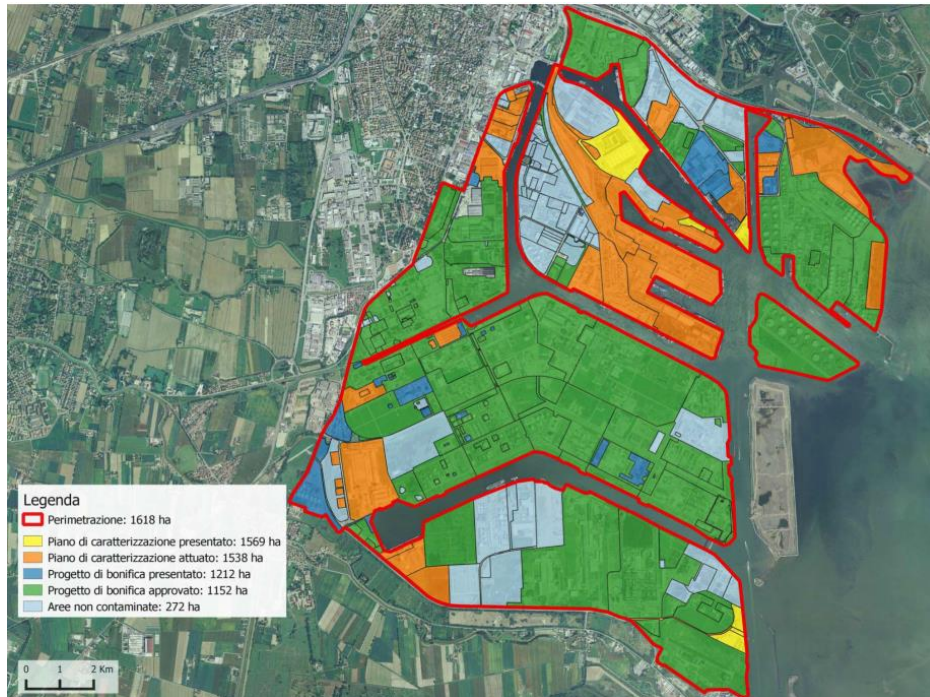 Legenda
Perimetrazione: 1618 ha
Piano di caratterizzazione presentato: 1569 ha
Piano di caratterizzazione attuato: 1538 ha
Progetto di bonifica presentato: 1212 ha
Progetto di bonifica approvato: 1152 ha
Aree non contaminate: 272 ha
0 1 2 Km